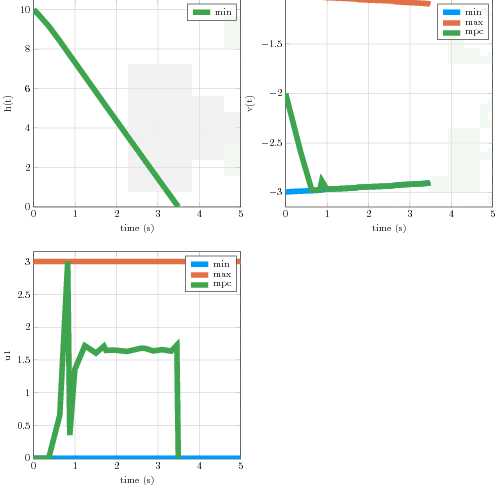 min
10
8
6
4
2
0
h(t)
0 1 2 3 4 5
time (s)
min
max
mpc
−1.5
−2
−2.5
−3
v(t)
0 1 2 3 4 5
time (s)
min
max
mpc
3
2.5
2
1.5
1
0.5
0
u1
0 1 2 3 4 5
time (s)